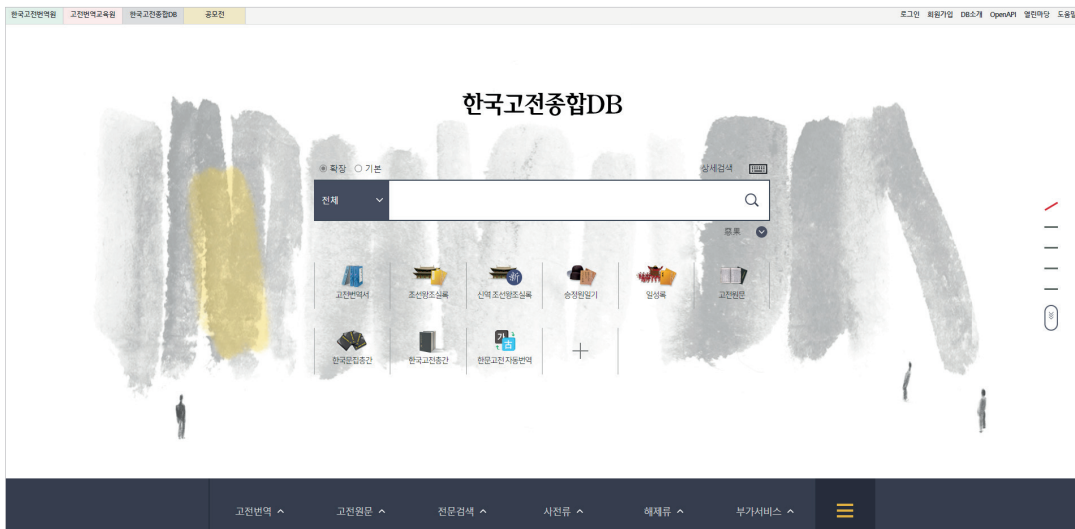 한국고전번역원 고전번역교육원 한국고전종합DB 공모전 로그인 회원가입 DB소개 OpenAPI 열린마당 도움말
한국고전종합DB
확장 기본 상세검색
전체
惡果
고전번역서 조선왕조실록 신역 조선왕조실록 승정원일기 일성록 고전원문
한국문집총간 한국고전총간 한문고전 자동번역
고전번역 고전원문 전문검색 사전류 해제류 부가서비스